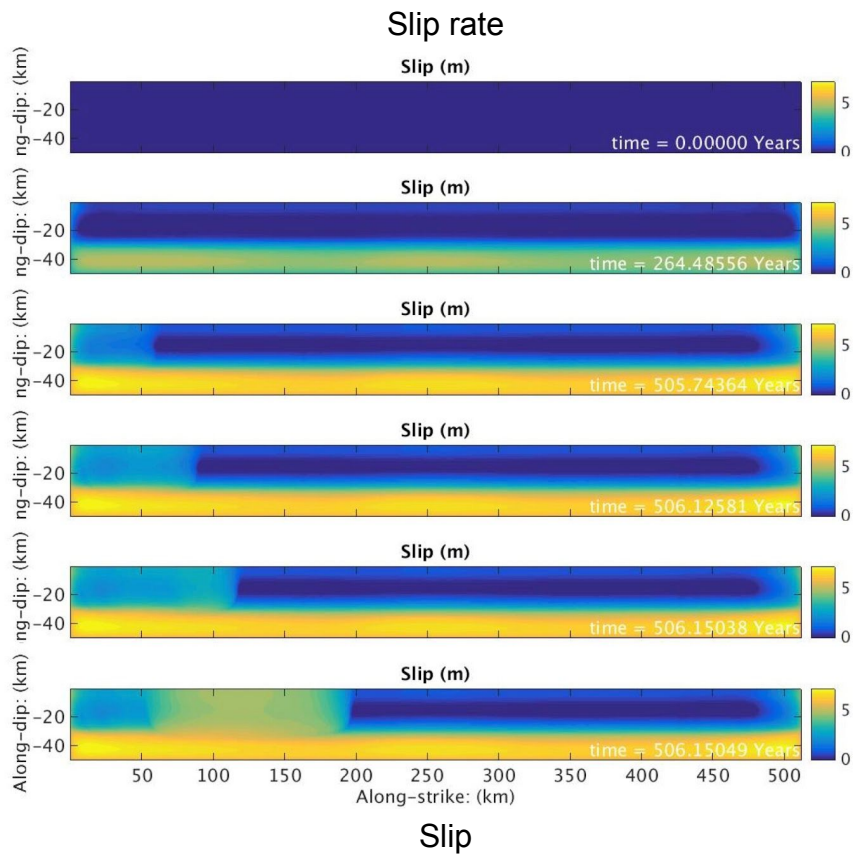 Slip rate
Slip (m)
ng-dip: (km)
-20
-40
time = 0.00000 Years
5
0
Slip (m)
ng-dip: (km)
-20
-40
time = 264.48556 Years
5
0
Slip (m)
ng-dip: (km)
-20
-40
time = 505.74364 Years
5
0
Slip (m)
ng-dip: (km)
-20
-40
time = 506.12581 Years
5
0
Slip (m)
ng-dip: (km)
-20
-40
time = 506.15038 Years
5
0
Slip (m)
Along-dip: (km)
-20
-40
time = 506.15049 Years
5
0
50 100 150 200 250 300 350 400 450 500
Along-strike: (km)
Slip